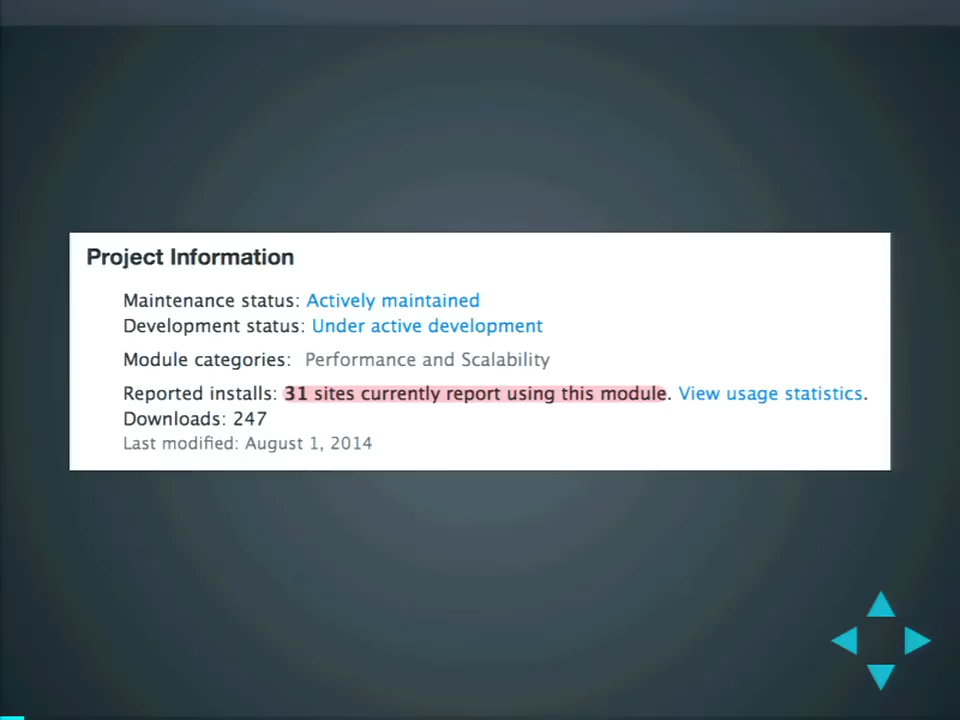 Project Information
Maintenance status: Actively maintained
Development status: Under active development
Module categories: Performance and Scalability
Reported installs: 31 sites currently report using this module. View usage statistics.
Downloads: 247
Last modified: August 1, 2014